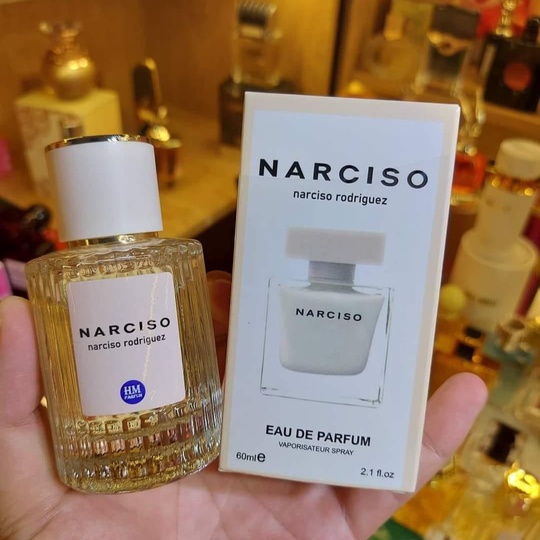 NARCISO
narciso rodriguez
HM
PARFUM
NARCISO
narciso rodriguez
NARCISO
EAU DE PARFUM
VAPORISATEUR SPRAY
60ml℮
2.1 fl.oz